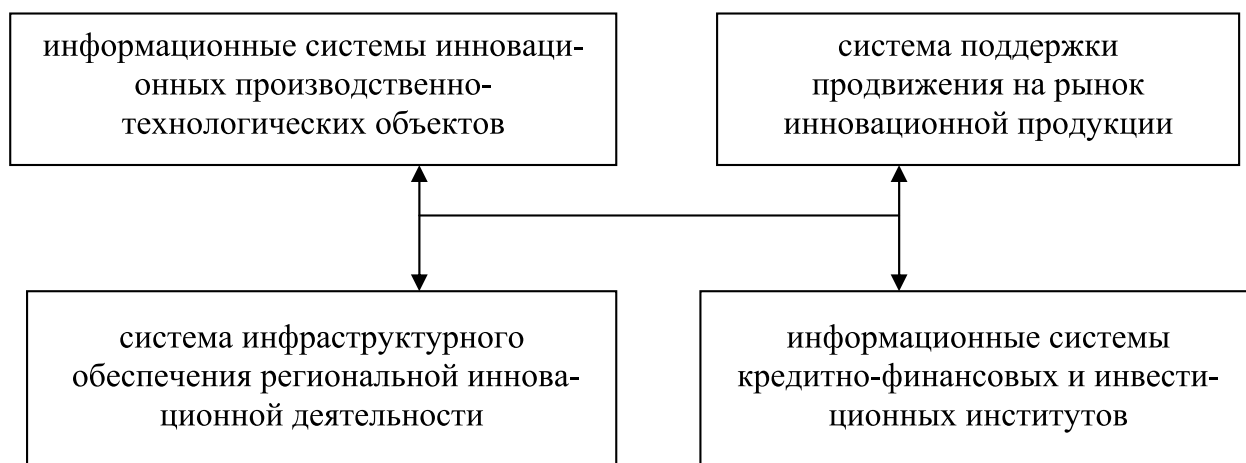 информационные системы инноваци-
онных производственно-
технологических объектов
система поддержки
продвижения на рынок
инновационной продукции
система инфраструктурного
обеспечения региональной иннова-
ционной деятельности
информационные системы
кредитно-финансовых и инвести-
ционных институтов